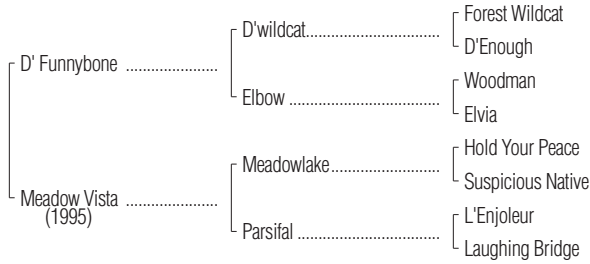 Forest Wildcat
D'wildcat
D'Enough
D' Funnybone
Woodman
Elbow
Elvia
Hold Your Peace
Meadowlake
Suspicious Native
Meadow Vista
(1995)
L'Enjoleur
Parsifal
Laughing Bridge